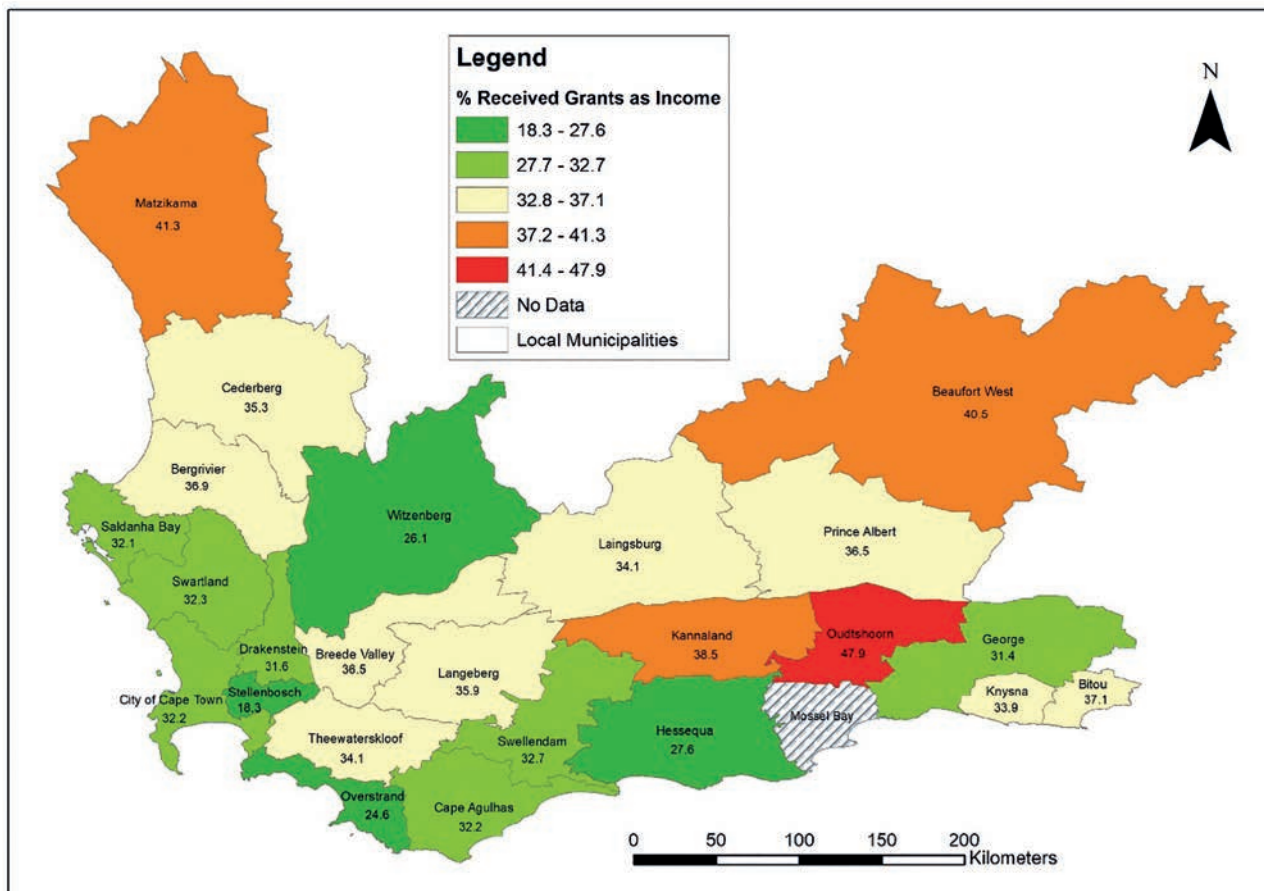 Legend
% Received Grants as Income
18.3 - 27.6
27.7 - 32.7
32.8 - 37.1
37.2 - 41.3
41.4 - 47.9
No Data
Local Municipalities
N
Matzikama
41.3
Cederberg
35.3
Beaufort West
40.5
Bergrivier
36.9
Saldanha Bay
32.1
Witzenberg
26.1
Laingsburg
34.1
Prince Albert
36.5
Swartland
32.3
Drakenstein
31.6
Breede Valley
36.5
Langeberg
35.9
Kannaland
38.5
Oudtshoorn
47.9
George
31.4
City of Cape Town
32.2
Stellenbosch
18.3
Knysna
33.9
Bitou
37.1
Theewaterskloof
34.1
Swellendam
32.7
Hessequa
27.6
Mossel Bay
Overstrand
24.6
Cape Agulhas
32.2
0 50 100 150 200
Kilometers